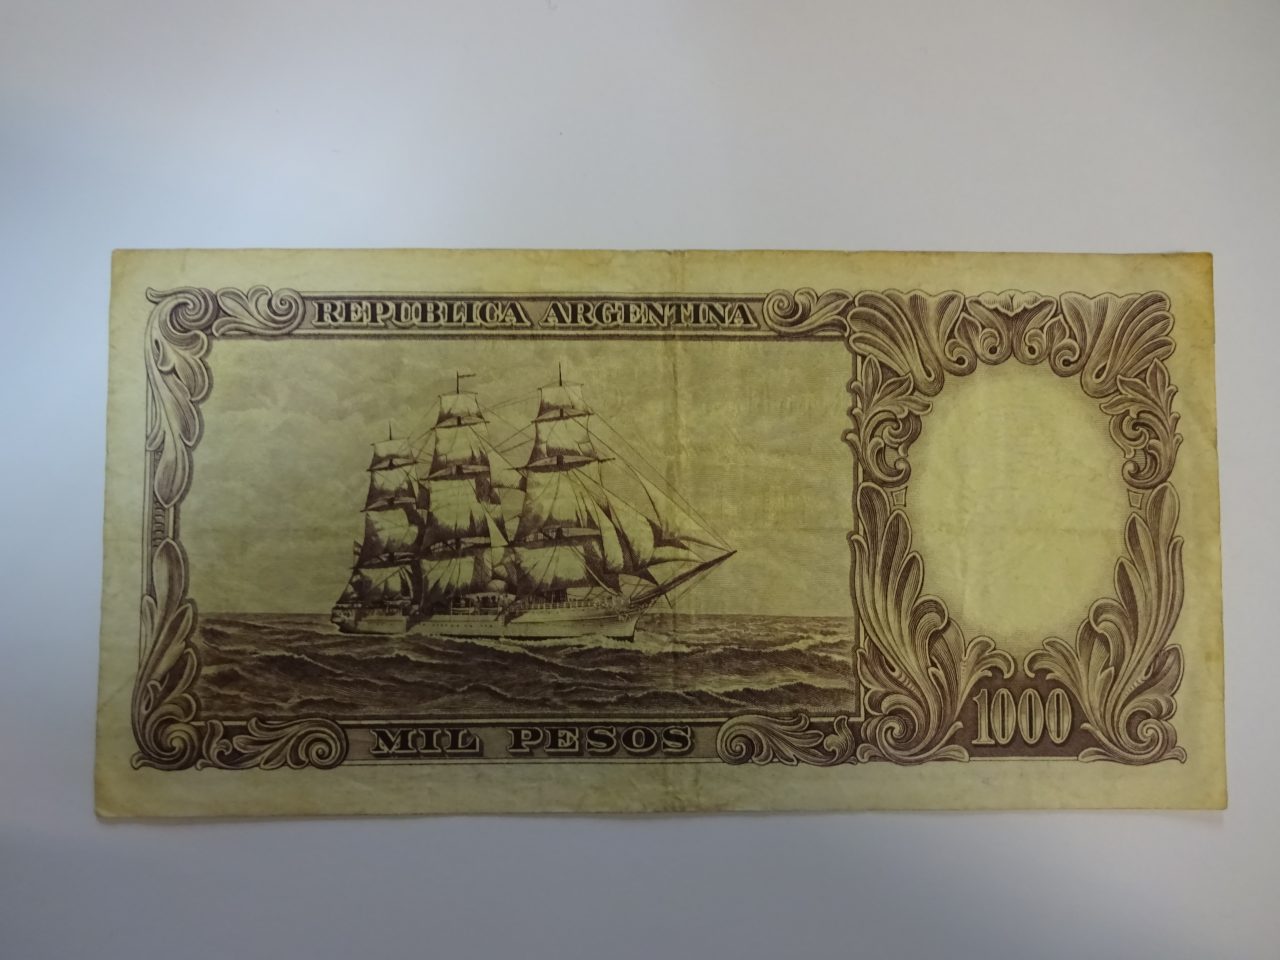 REPUBLICA ARGENTINA
MIL PESOS
1000